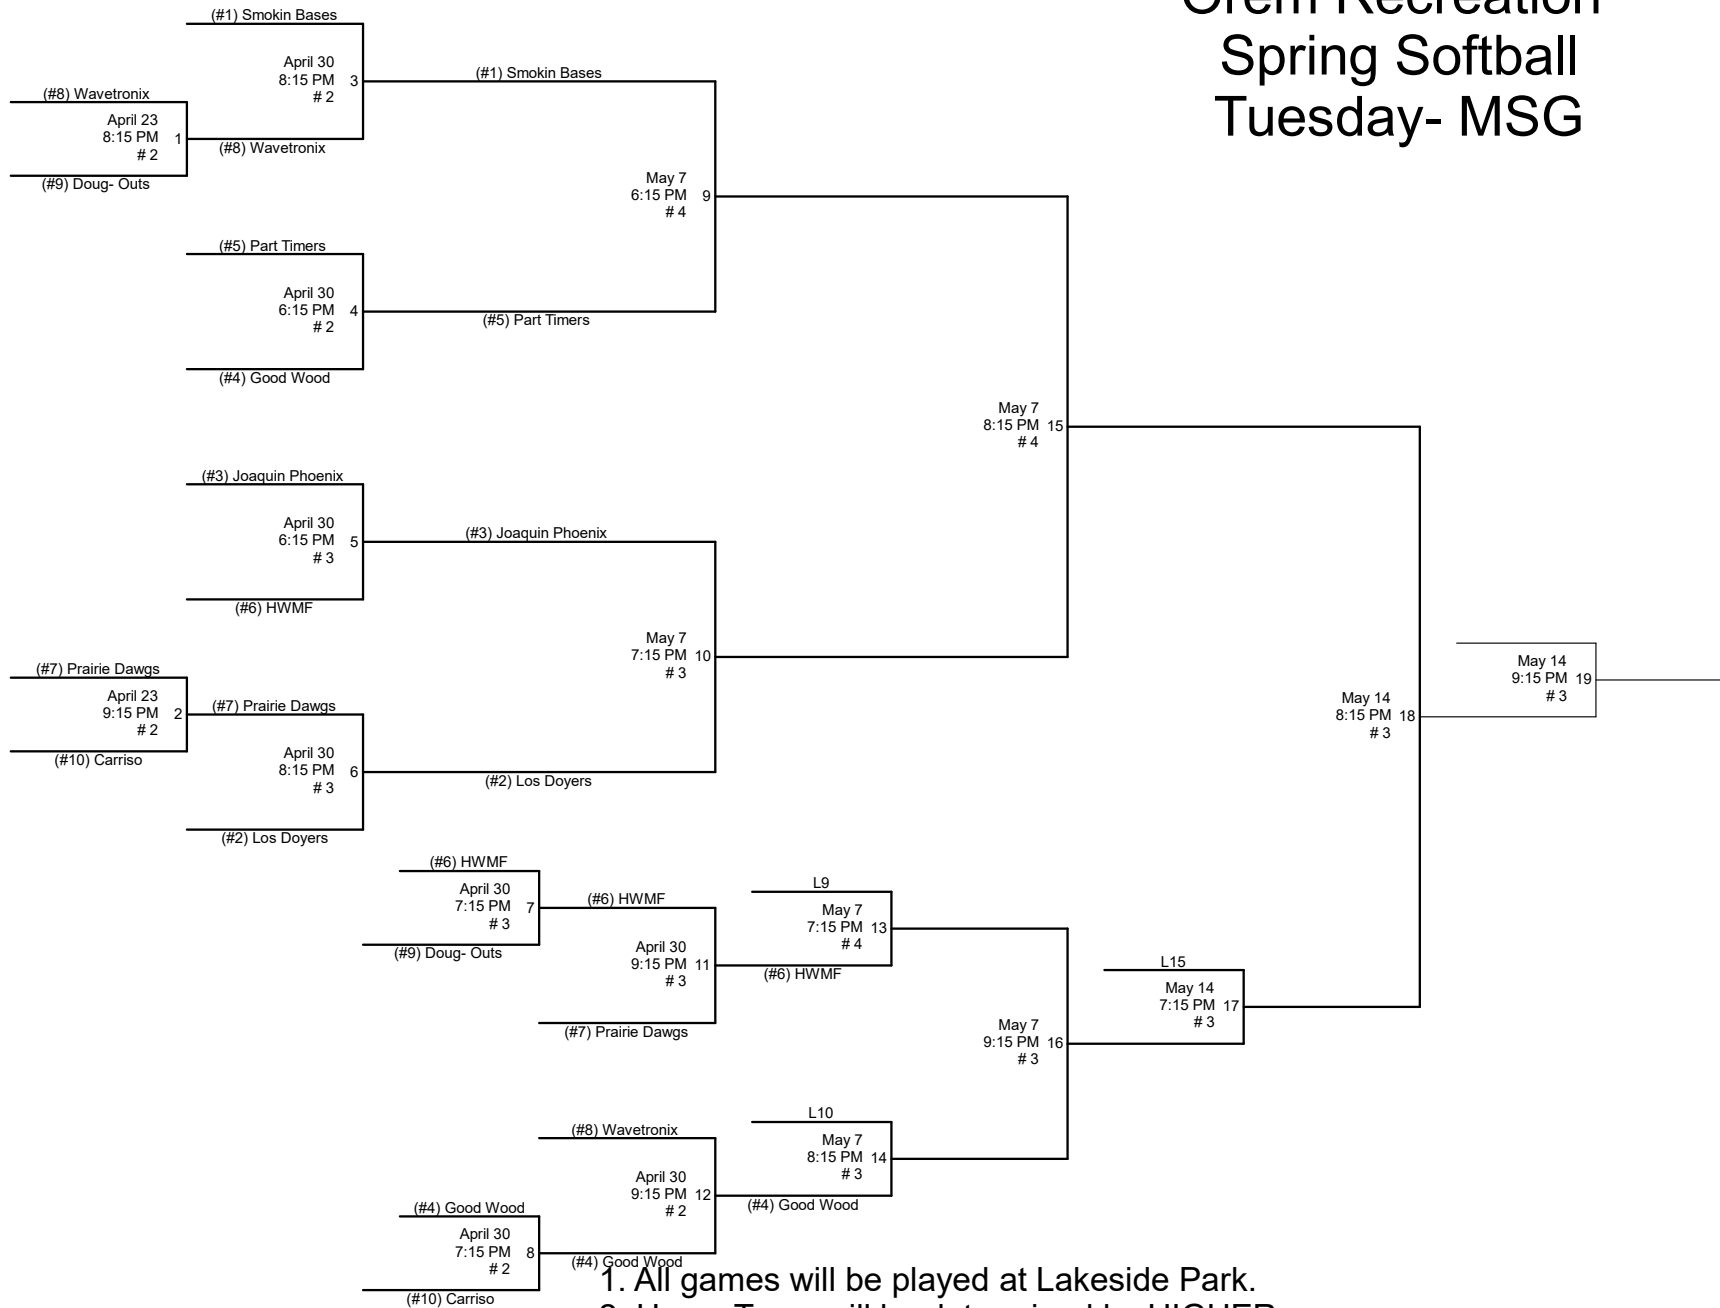 Orem Recreation
Spring Softball
Tuesday- MSG
(#1) Smokin Bases
April 30
8:15 PM 3
# 2
(#1) Smokin Bases
(#8) Wavetronix
April 23
8:15 PM 1
# 2
(#8) Wavetronix
(#9) Doug- Outs
May 7
6:15 PM 9
# 4
(#5) Part Timers
April 30
6:15 PM 4
# 2
(#5) Part Timers
(#4) Good Wood
May 7
8:15 PM 15
# 4
(#3) Joaquin Phoenix
April 30
6:15 PM 5
# 3
(#3) Joaquin Phoenix
(#6) HWMF
May 7
7:15 PM 10
# 3
(#7) Prairie Dawgs
April 23
9:15 PM 2
# 2
(#7) Prairie Dawgs
(#10) Carriso
April 30
8:15 PM 6
# 3
(#2) Los Doyers
(#2) Los Doyers
May 14
9:15 PM 19
# 3
May 14
8:15 PM 18
# 3
(#6) HWMF
April 30
7:15 PM 7
# 3
(#6) HWMF
(#9) Doug- Outs
April 30
9:15 PM 11
# 3
(#7) Prairie Dawgs
L9
May 7
7:15 PM 13
# 4
(#6) HWMF
L15
May 14
7:15 PM 17
# 3
May 7
9:15 PM 16
# 3
L10
May 7
8:15 PM 14
# 3
(#8) Wavetronix
April 30
9:15 PM 12
# 2
(#4) Good Wood
(#4) Good Wood
April 30
7:15 PM 8
# 2
(#4) Good Wood
(#10) Carriso
1. All games will be played at Lakeside Park.
2. Home Team will be determined by HIGHER